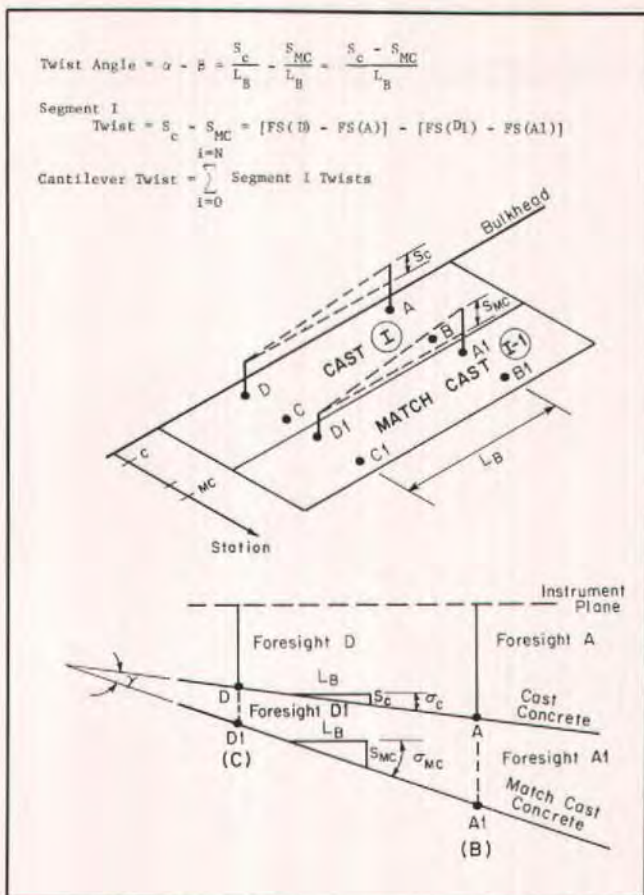 Twist Angle = α - B = S_c / L_B - S_MC / L_B = S_c - S_MC / L_B
Segment I
Twist = S_c - S_MC = [FS(D) - FS(A)] - [FS(D1) - FS(A1)]
i=N
Cantilever Twist = ∑ Segment I Twists
i=0
Bulkhead
S_c
A
S_MC
CAST I
B
A1
I-1
D
C
MATCH CAST
B1
D1
C1
L_B
C
MC
Station
Instrument Plane
Foresight D
Foresight A
L_B
γ
D
S_c
σ_c
Cast Concrete
Foresight D1
A
D1
L_B
(C)
S_MC
σ_MC
Foresight A1
Match Cast Concrete
A1
(B)